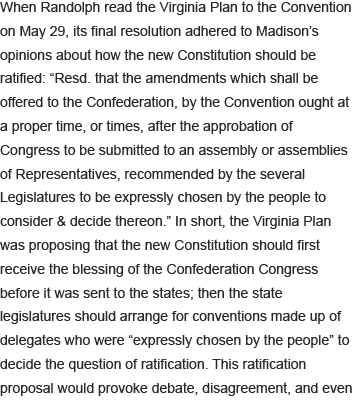 When Randolph read the Virginia Plan to the Convention
on May 29, its final resolution adhered to Madison’s
opinions about how the new Constitution should be
ratified: “Resd. that the amendments which shall be
offered to the Confederation, by the Convention ought at
a proper time, or times, after the approbation of
Congress to be submitted to an assembly or assemblies
of Representatives, recommended by the several
Legislatures to be expressly chosen by the people to
consider & decide thereon.” In short, the Virginia Plan
was proposing that the new Constitution should first
receive the blessing of the Confederation Congress
before it was sent to the states; then the state
legislatures should arrange for conventions made up of
delegates who were “expressly chosen by the people” to
decide the question of ratification. This ratification
proposal would provoke debate, disagreement, and even